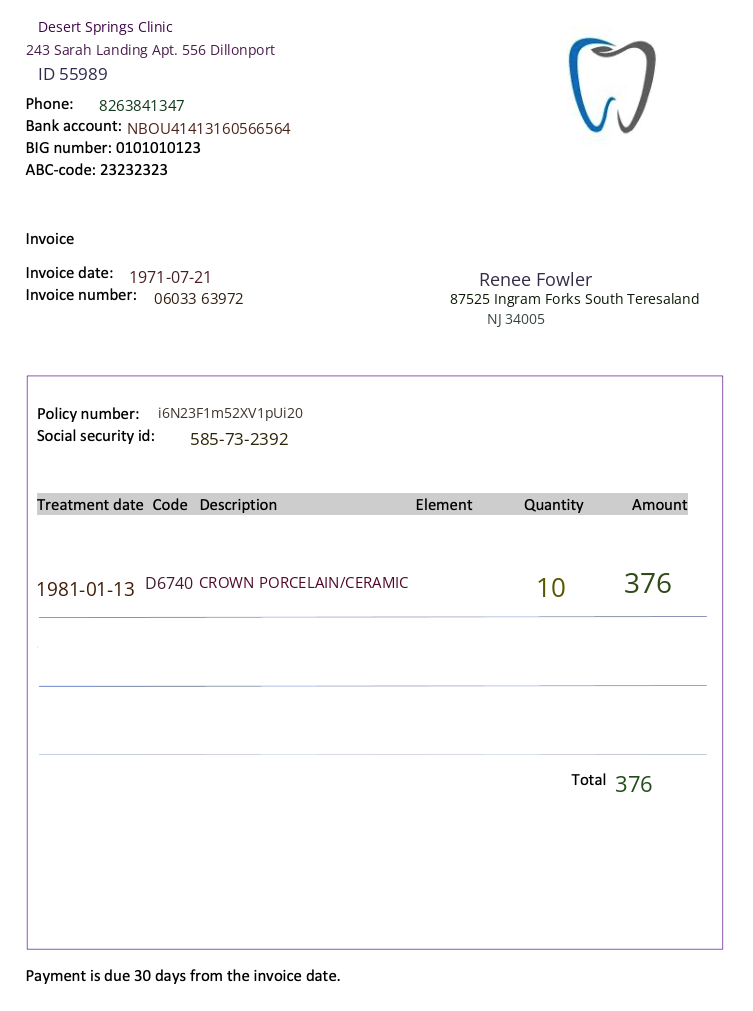 Desert Springs Clinic
243 Sarah Landing Apt. 556 Dillonport
ID 55989
Phone: 8263841347
Bank account: NBOU41413160566564
BIG number: 0101010123
ABC-code: 23232323
Invoice
Invoice date: 1971-07-21
Invoice number: 06033 63972
Renee Fowler
87525 Ingram Forks South Teresaland
NJ 34005
Policy number: i6N23F1m52XV1pUi20
Social security id: 585-73-2392
Treatment date Code Description Element Quantity Amount
1981-01-13 D6740 CROWN PORCELAIN/CERAMIC 10 376
Total 376
Payment is due 30 days from the invoice date.